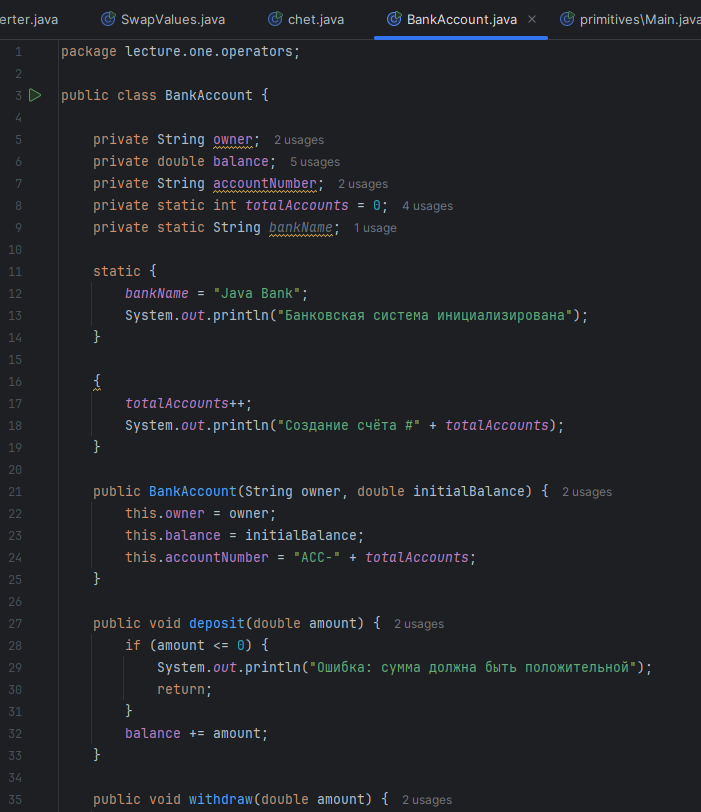 erter.java SwapValues.java chet.java BankAccount.java × primitives\Main.java
1 package lecture.one.operators;
2
3 public class BankAccount {
4
5 private String owner; 2 usages
6 private double balance; 5 usages
7 private String accountNumber; 2 usages
8 private static int totalAccounts = 0; 4 usages
9 private static String bankName; 1 usage
10
11 static {
12 bankName = "Java Bank";
13 System.out.println("Банковская система инициализирована");
14 }
15
16 {
17 totalAccounts++;
18 System.out.println("Создание счёта #" + totalAccounts);
19 }
20
21 public BankAccount(String owner, double initialBalance) { 2 usages
22 this.owner = owner;
23 this.balance = initialBalance;
24 this.accountNumber = "ACC-" + totalAccounts;
25 }
26
27 public void deposit(double amount) { 2 usages
28 if (amount <= 0) {
29 System.out.println("Ошибка: сумма должна быть положительной");
30 return;
31 }
32 balance += amount;
33 }
34
35 public void withdraw(double amount) { 2 usages